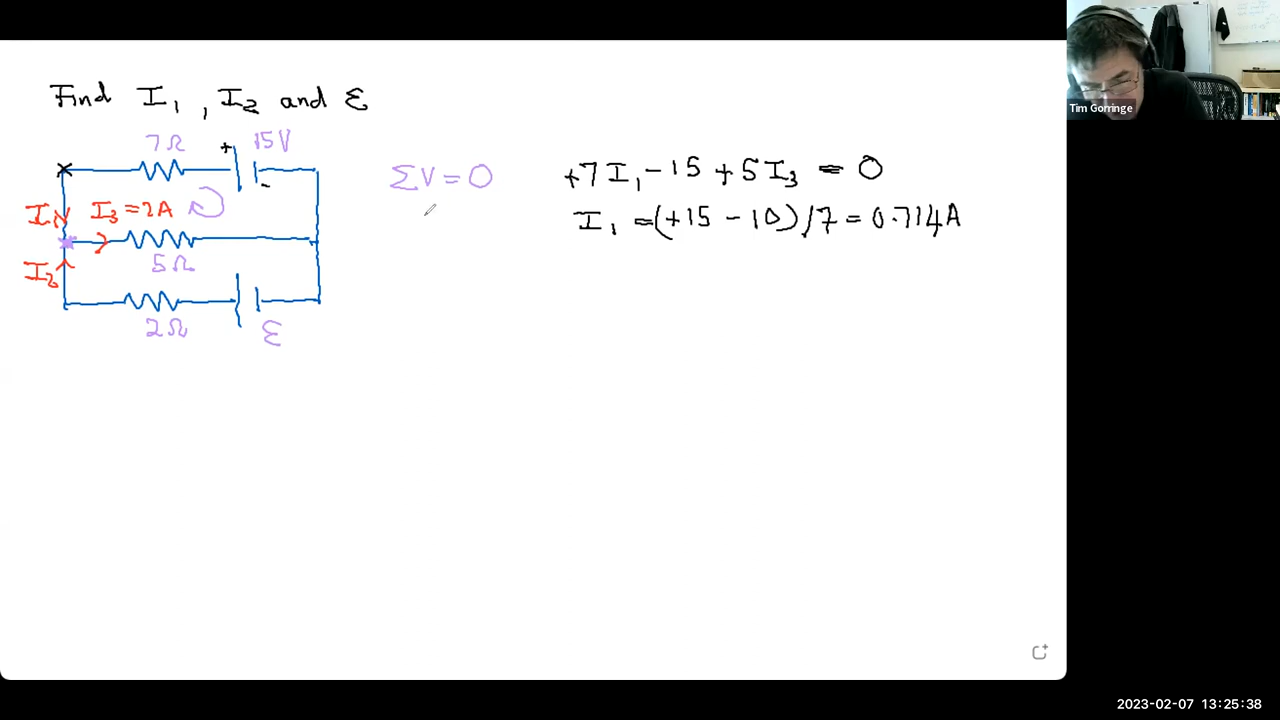 Find I₁, I₂ and ε
7Ω
+
15V
-
I₁
I₃ = 2A
5Ω
I₂
2Ω
ε
ΣV = 0
+7I₁ - 15 + 5I₃ = 0
I₁ = (+15 - 10)/7 = 0.714A
Tim Gorringe
2023-02-07 13:25:38